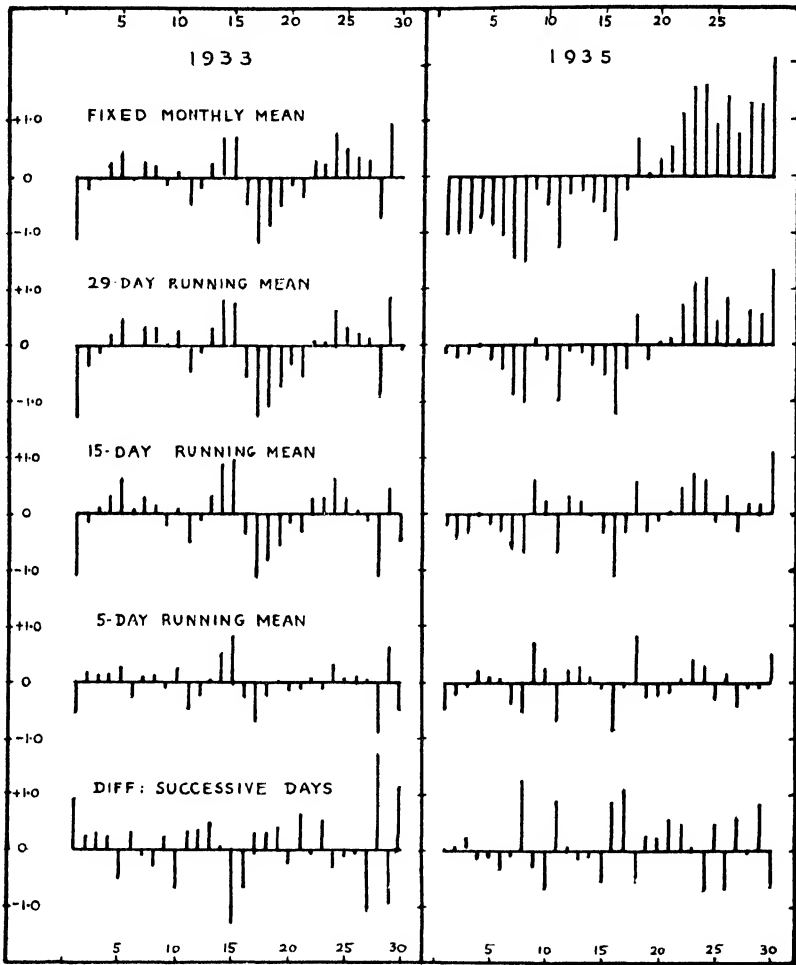 5 10 15 20 25 30 5 10 15 20 25
1933 1935
FIXED MONTHLY MEAN
+1.0
0
-1.0
29-DAY RUNNING MEAN
+1.0
0
-1.0
15-DAY RUNNING MEAN
+1.0
0
-1.0
5-DAY RUNNING MEAN
+1.0
0
-1.0
DIFF: SUCCESSIVE DAYS
+1.0
0
-1.0
5 10 15 20 25 30 5 10 15 20 25 30